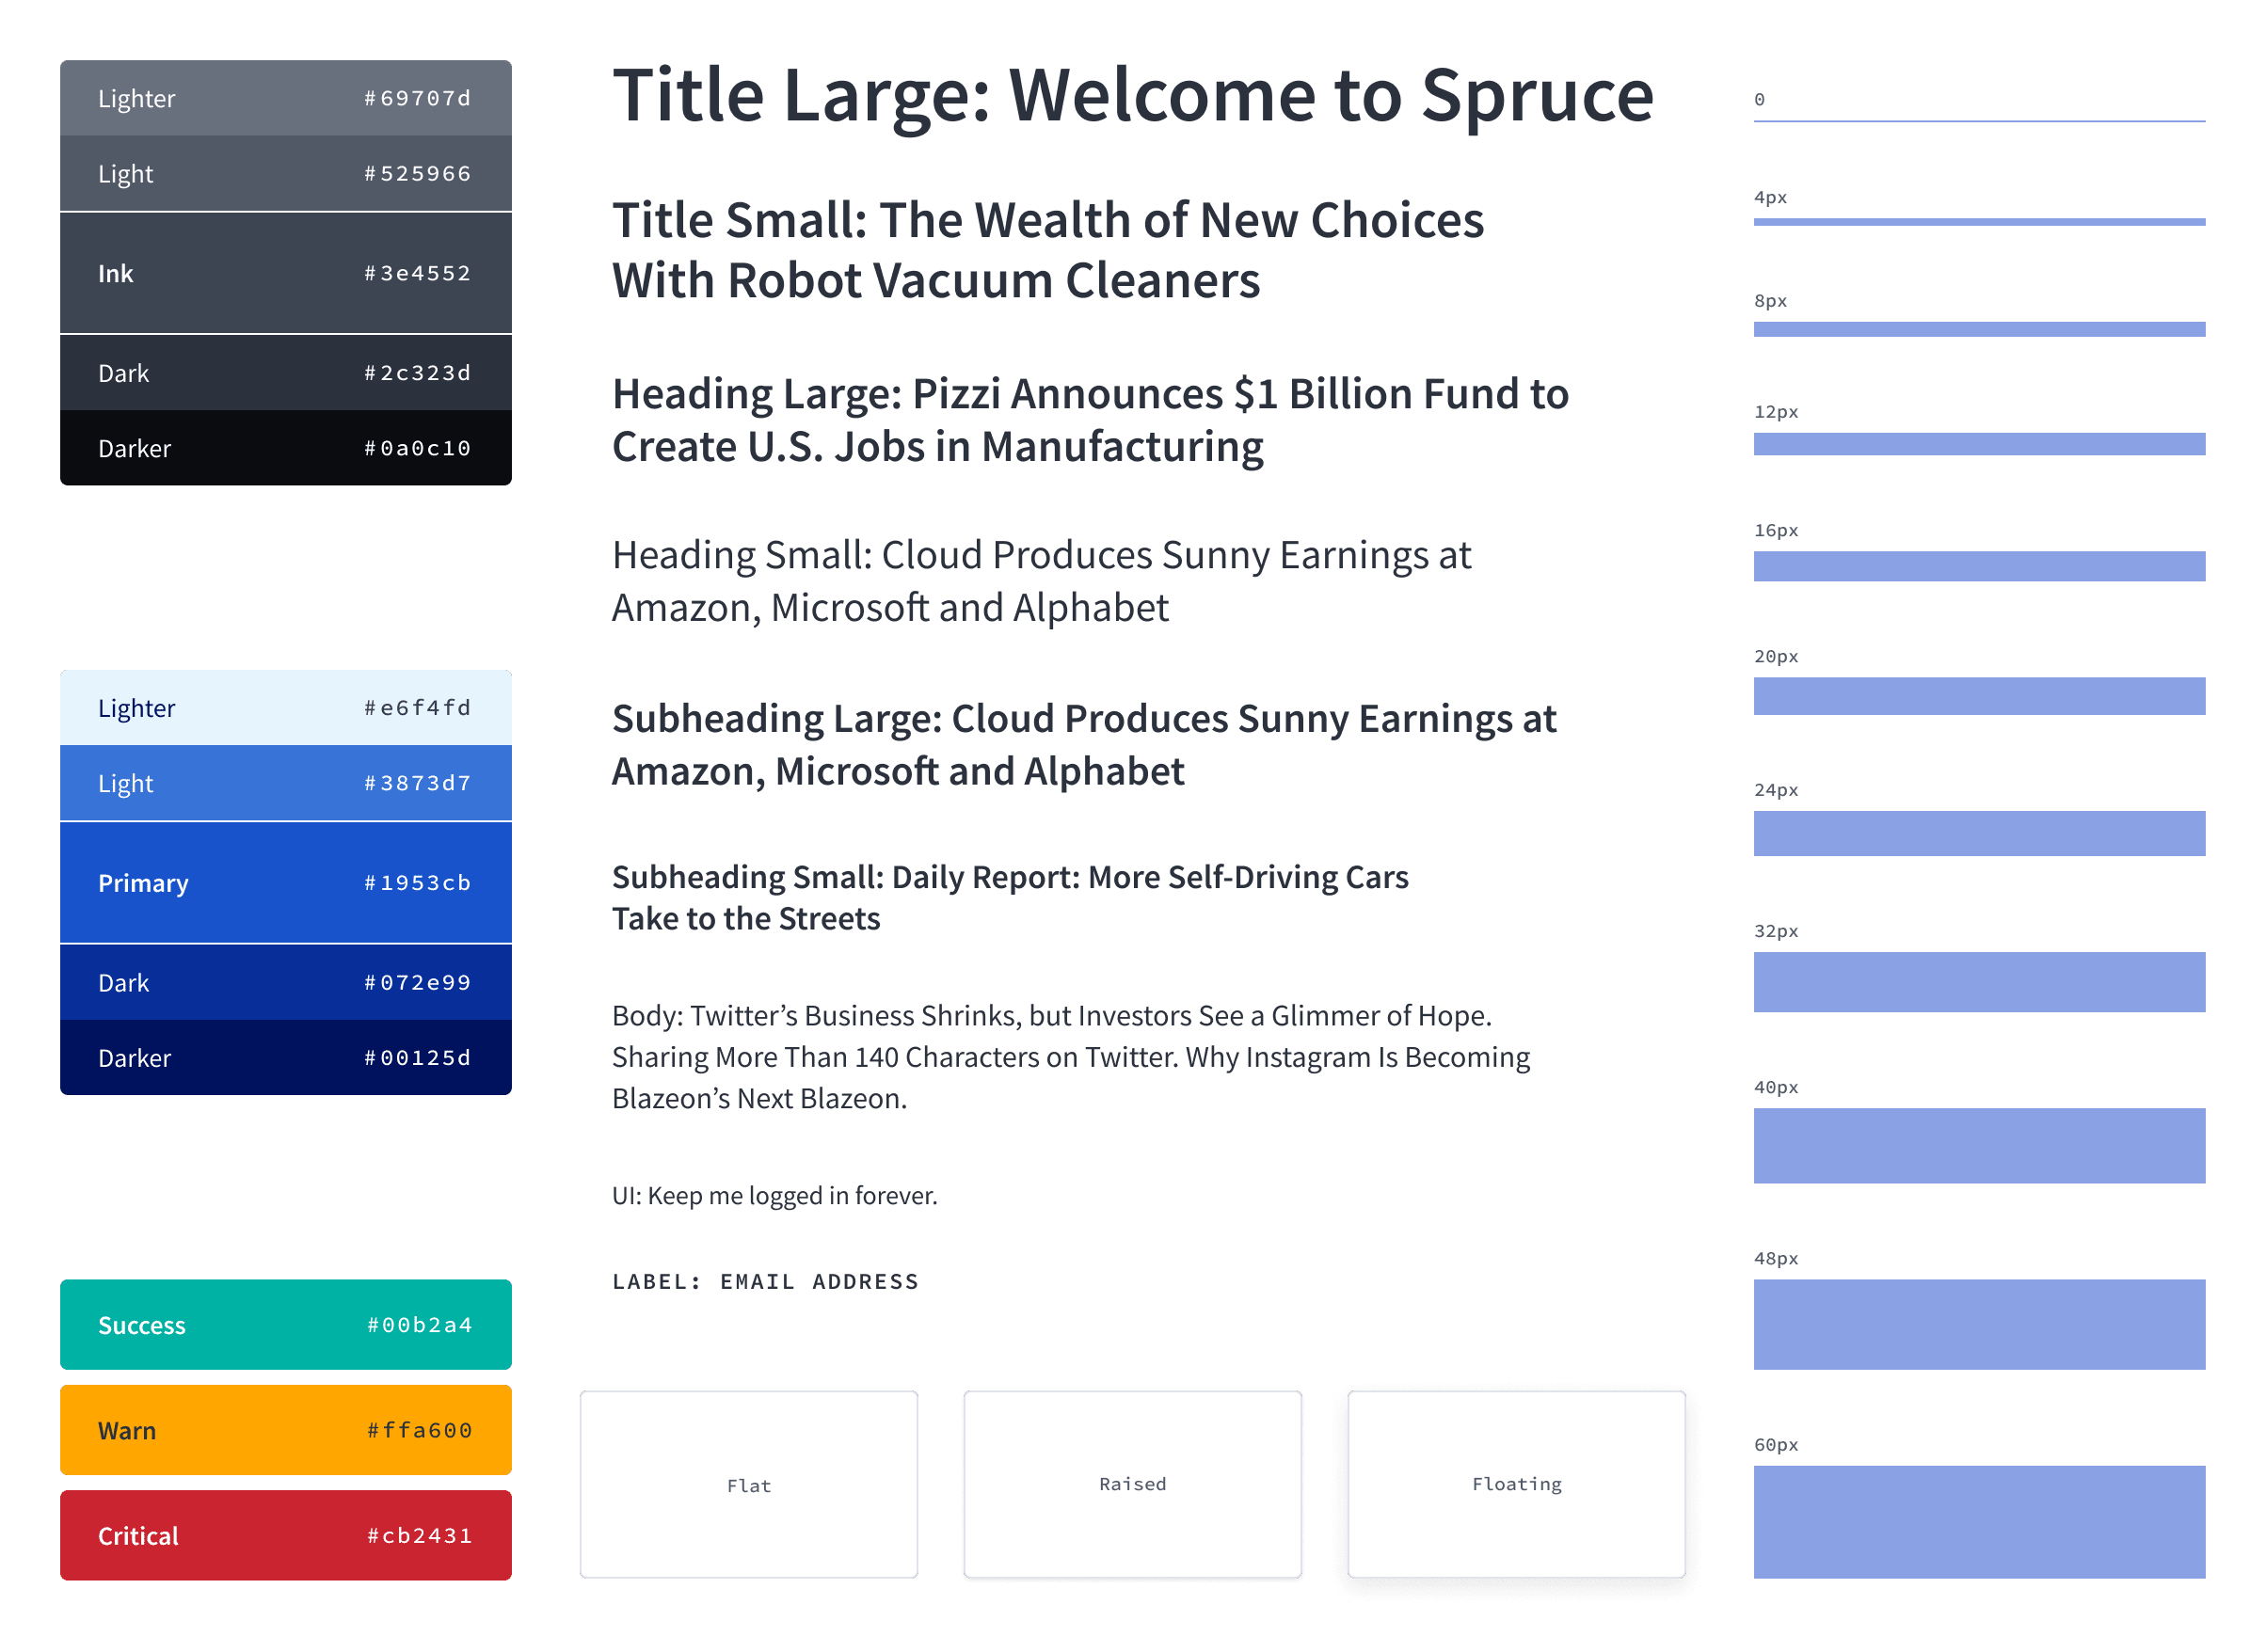 Lighter #69707d
Light #525966
Ink #3e4552
Dark #2c323d
Darker #0a0c10
Lighter #e6f4fd
Light #3873d7
Primary #1953cb
Dark #072e99
Darker #00125d
Success #00b2a4
Warn #ffa600
Critical #cb2431
Title Large: Welcome to Spruce
Title Small: The Wealth of New Choices
With Robot Vacuum Cleaners
Heading Large: Pizzi Announces $1 Billion Fund to
Create U.S. Jobs in Manufacturing
Heading Small: Cloud Produces Sunny Earnings at
Amazon, Microsoft and Alphabet
Subheading Large: Cloud Produces Sunny Earnings at
Amazon, Microsoft and Alphabet
Subheading Small: Daily Report: More Self-Driving Cars
Take to the Streets
Body: Twitter’s Business Shrinks, but Investors See a Glimmer of Hope.
Sharing More Than 140 Characters on Twitter. Why Instagram Is Becoming
Blazeon’s Next Blazeon.
UI: Keep me logged in forever.
LABEL: EMAIL ADDRESS
Flat
Raised
Floating
0
4px
8px
12px
16px
20px
24px
32px
40px
48px
60px